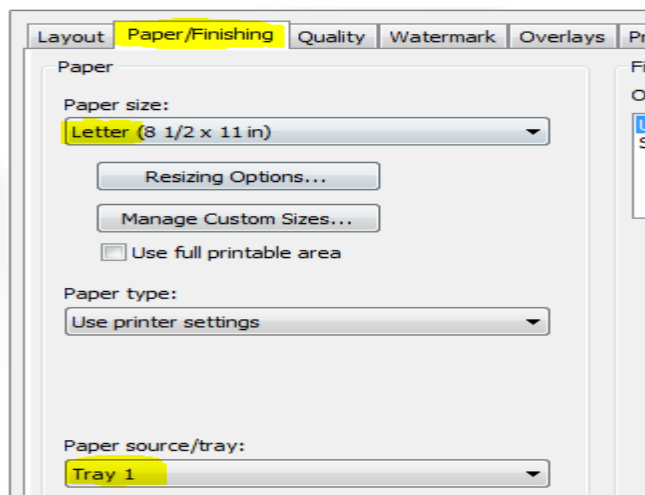 Layout Paper/Finishing Quality Watermark Overlays
Paper
Paper size:
Letter (8 1/2 x 11 in)
Resizing Options...
Manage Custom Sizes...
Use full printable area
Paper type:
Use printer settings
Paper source/tray:
Tray 1